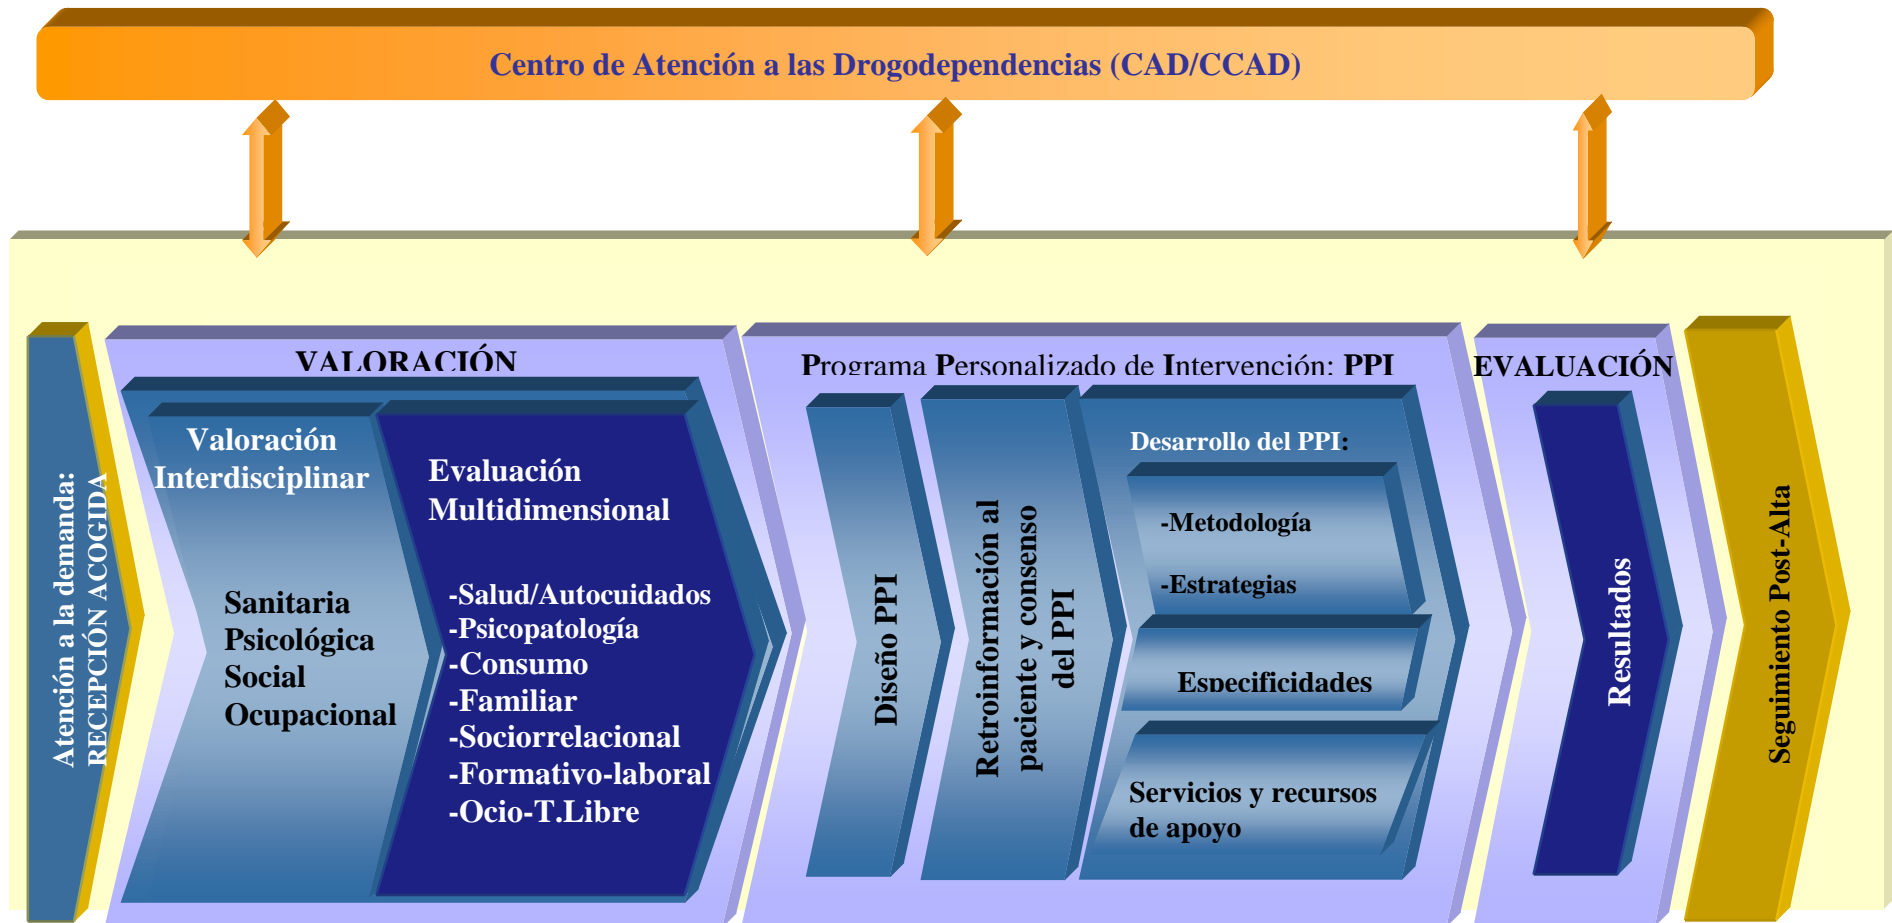 Centro de Atención a las Drogodependencias (CAD/CCAD)
Atención a la demanda:
RECEPCIÓN ACOGIDA
VALORACIÓN
Valoración
Interdisciplinar
Sanitaria
Psicológica
Social
Ocupacional
Evaluación
Multidimensional
-Salud/Autocuidados
-Psicopatología
-Consumo
-Familiar
-Sociorrelacional
-Formativo-laboral
-Ocio-T.Libre
Programa Personalizado de Intervención: PPI
Diseño PPI
Retroinformación al
paciente y consenso
del PPI
Desarrollo del PPI:
-Metodología
-Estrategias
Especificidades
Servicios y recursos
de apoyo
EVALUACIÓN
Resultados
Seguimiento Post-Alta